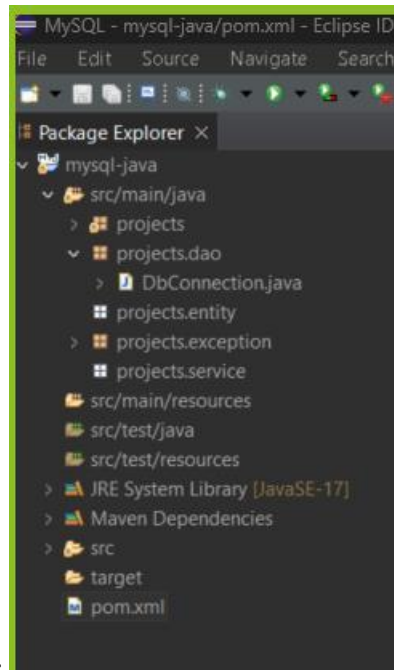 MySQL - mysql-java/pom.xml - Eclipse ID
File Edit Source Navigate Search
Package Explorer
mysql-java
src/main/java
projects
projects.dao
DbConnection.java
projects.entity
projects.exception
projects.service
src/main/resources
src/test/java
src/test/resources
JRE System Library [JavaSE-17]
Maven Dependencies
src
target
pom.xml